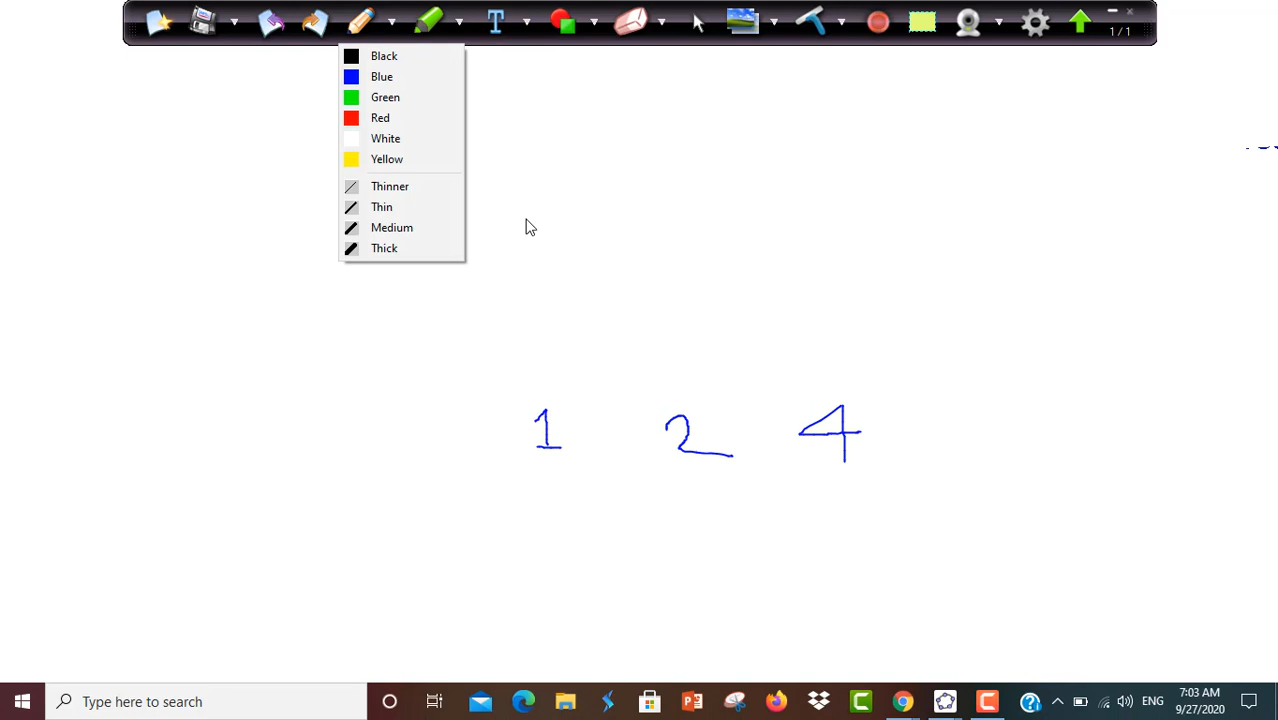 1/1
Black
Blue
Green
Red
White
Yellow
Thinner
Thin
Medium
Thick
1 2 4
Type here to search
ENG
7:03 AM
9/27/2020